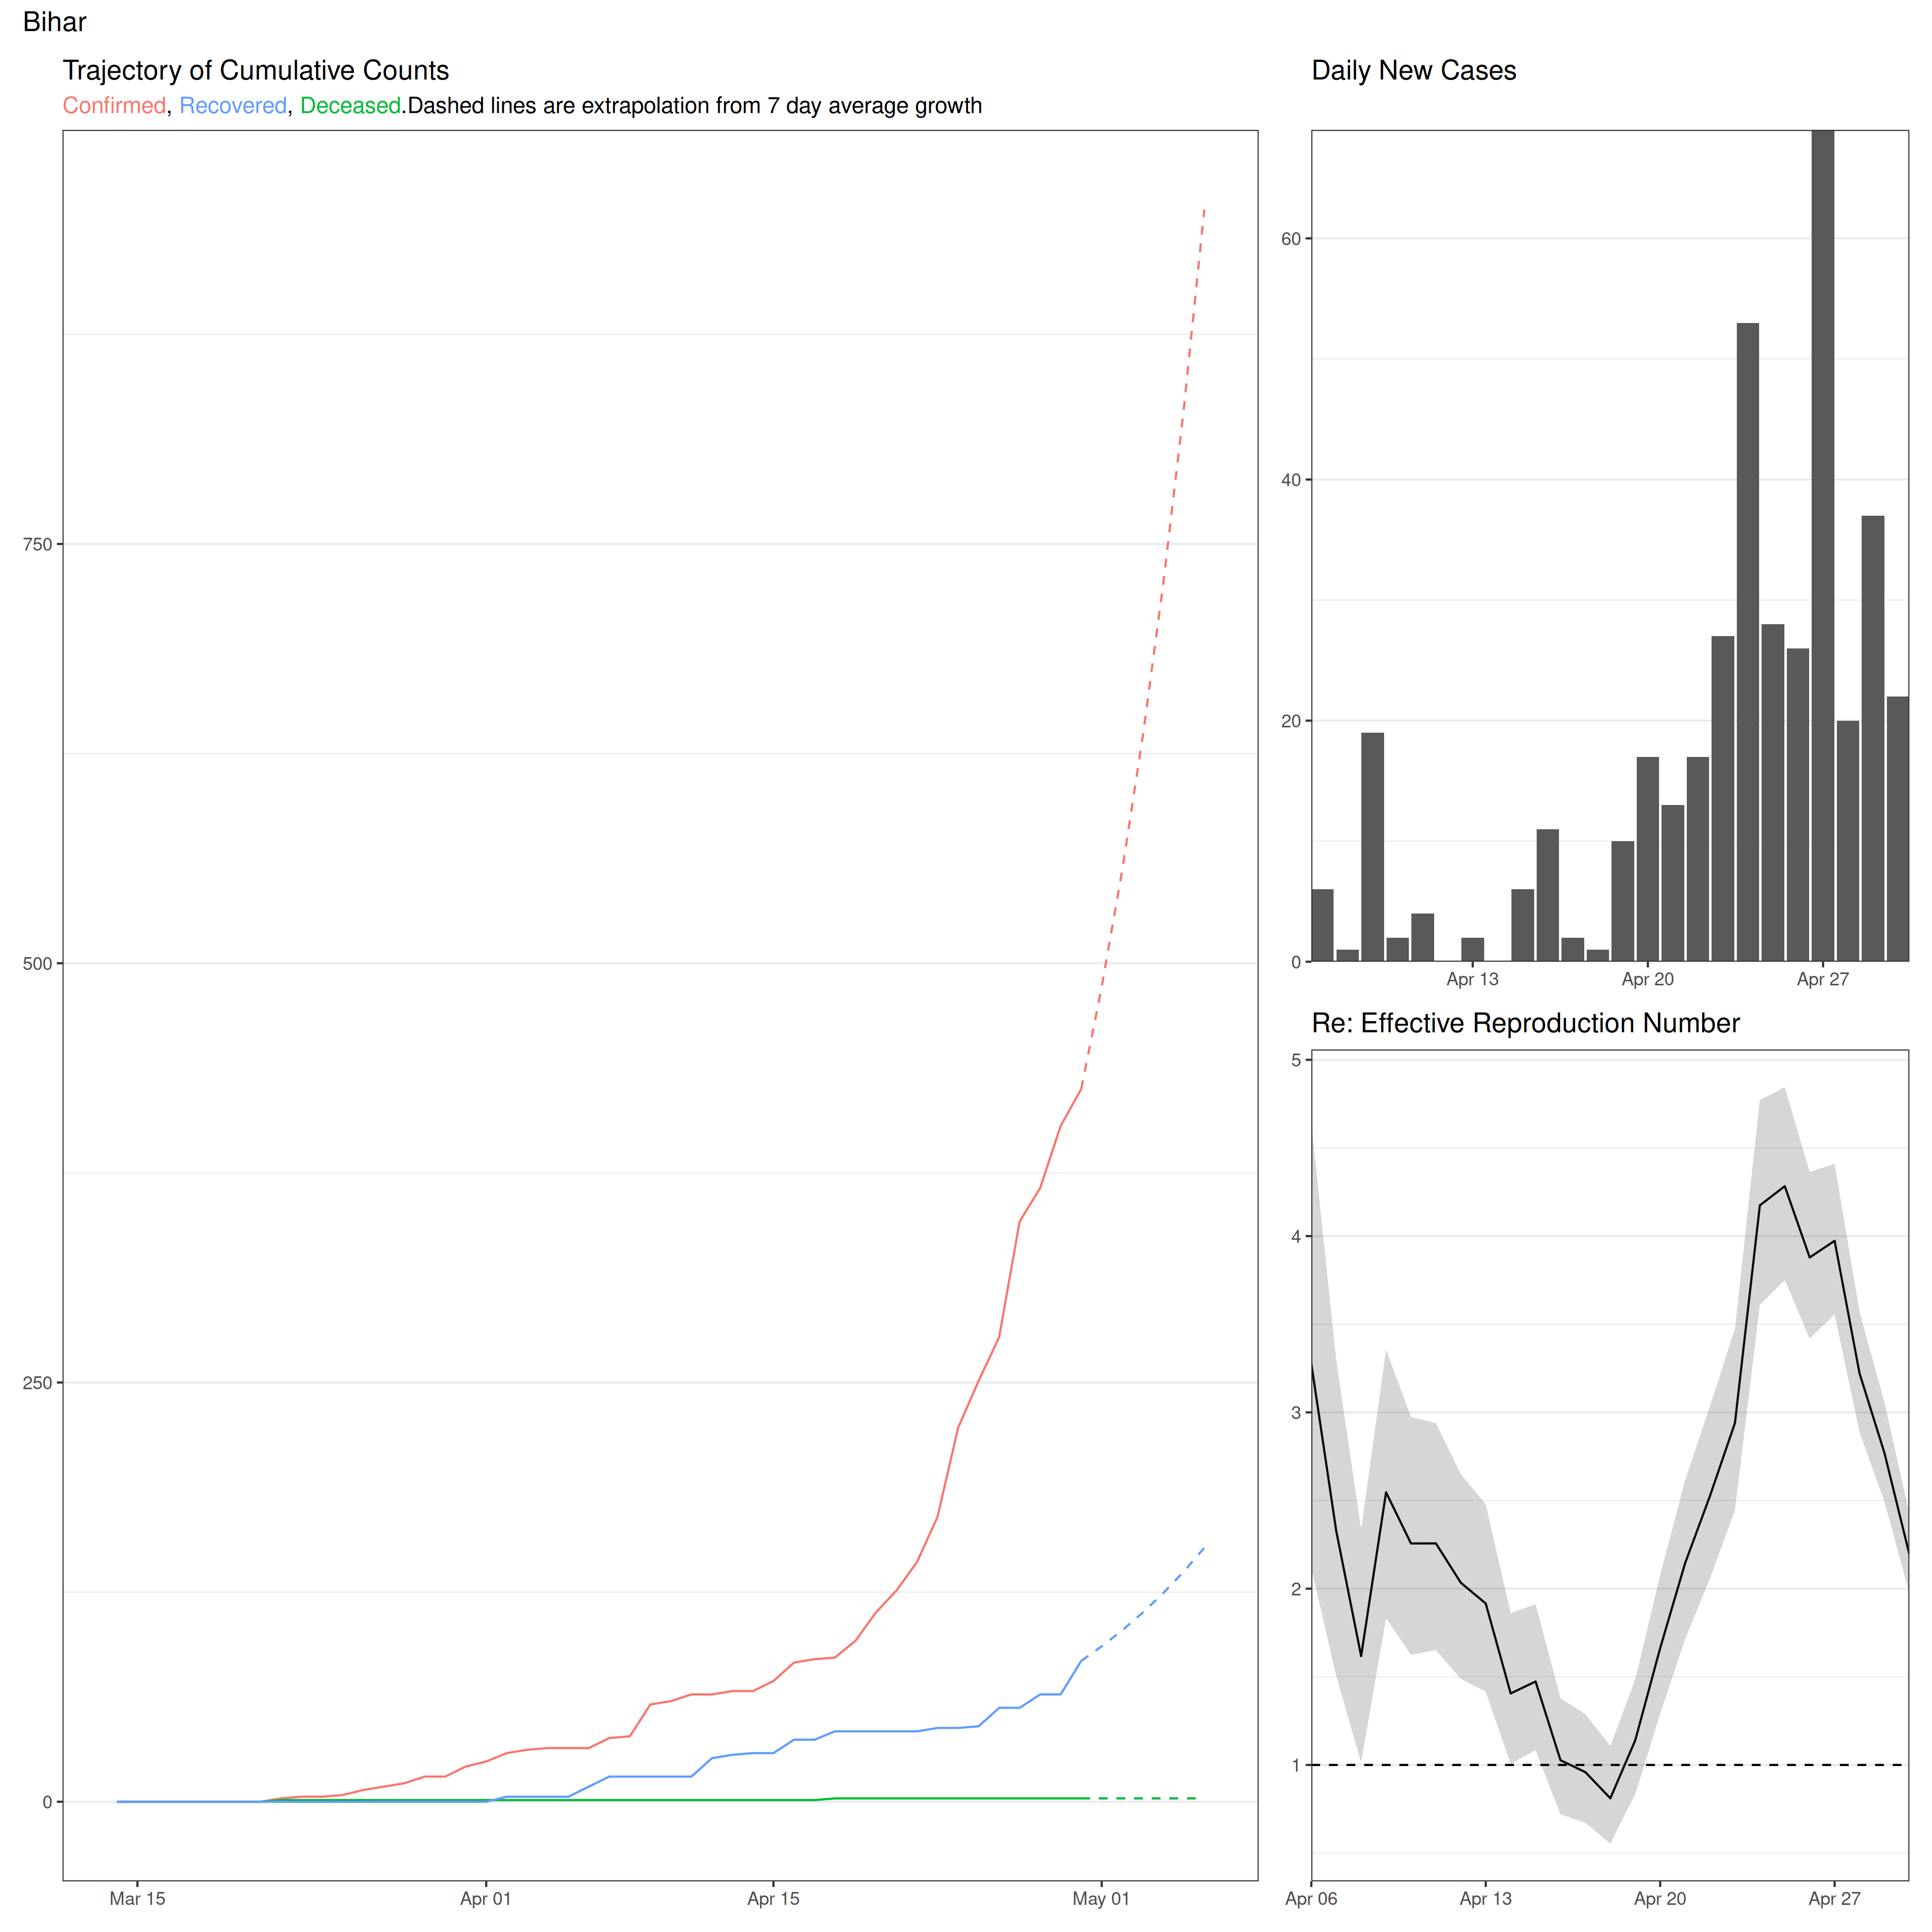 Bihar
Trajectory of Cumulative Counts
Confirmed, Recovered, Deceased.Dashed lines are extrapolation from 7 day average growth
750
500
250
0
Mar 15
Apr 01
Apr 15
May 01
Daily New Cases
60
40
20
0
Apr 13
Apr 20
Apr 27
Re: Effective Reproduction Number
5
4
3
2
1
Apr 06
Apr 13
Apr 20
Apr 27